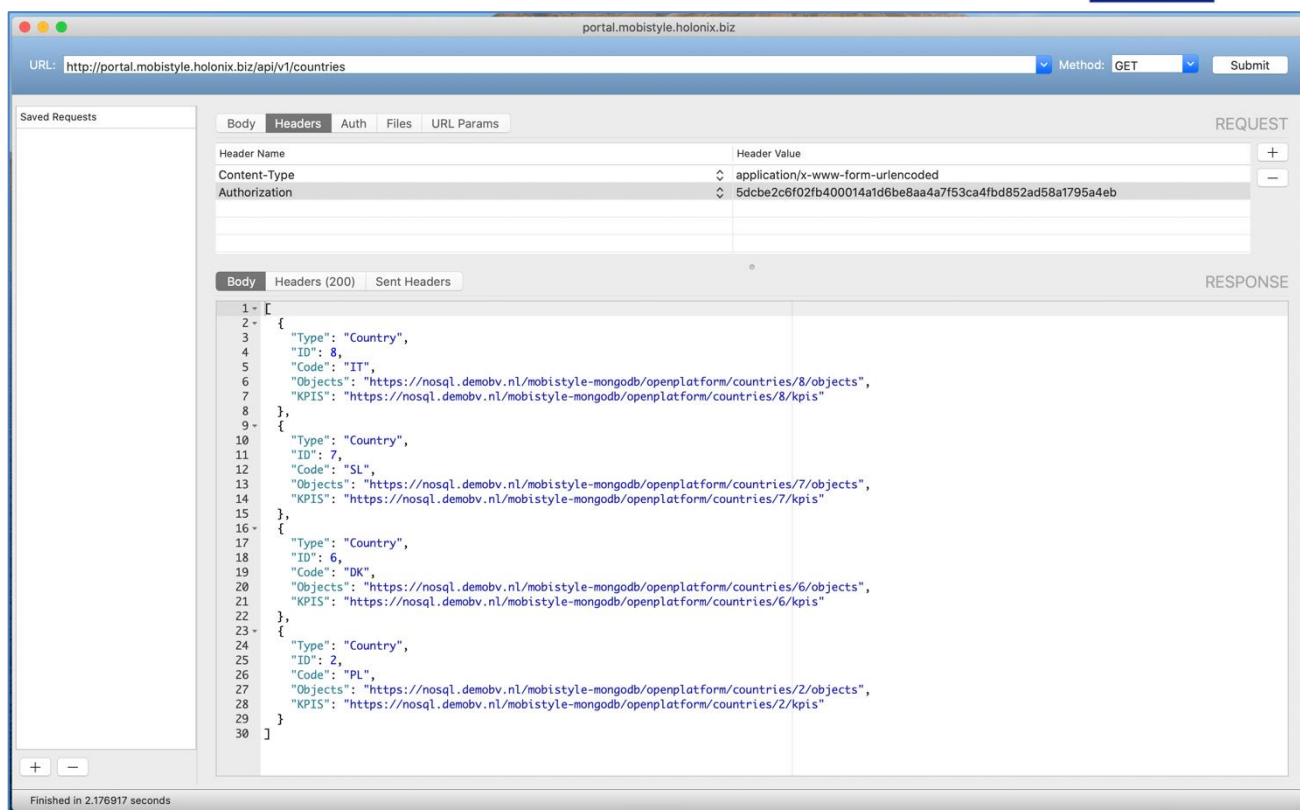 portal.mobistyle.holonix.biz
URL: http://portal.mobistyle.holonix.biz/api/v1/countries Method: GET Submit
Saved Requests
Body Headers Auth Files URL Params REQUEST
Header Name Header Value +
Content-Type application/x-www-form-urlencoded −
Authorization 5dcbe2c6f02fb400014a1d6be8aa4a7f53ca4fbd852ad58a1795a4eb
Body Headers (200) Sent Headers RESPONSE
1 [
2 {
3 "Type": "Country",
4 "ID": 8,
5 "Code": "IT",
6 "Objects": "https://nosql.demobv.nl/mobistyle-mongodb/openplatform/countries/8/objects",
7 "KPIS": "https://nosql.demobv.nl/mobistyle-mongodb/openplatform/countries/8/kpis"
8 },
9 {
10 "Type": "Country",
11 "ID": 7,
12 "Code": "SL",
13 "Objects": "https://nosql.demobv.nl/mobistyle-mongodb/openplatform/countries/7/objects",
14 "KPIS": "https://nosql.demobv.nl/mobistyle-mongodb/openplatform/countries/7/kpis"
15 },
16 {
17 "Type": "Country",
18 "ID": 6,
19 "Code": "DK",
20 "Objects": "https://nosql.demobv.nl/mobistyle-mongodb/openplatform/countries/6/objects",
21 "KPIS": "https://nosql.demobv.nl/mobistyle-mongodb/openplatform/countries/6/kpis"
22 },
23 {
24 "Type": "Country",
25 "ID": 2,
26 "Code": "PL",
27 "Objects": "https://nosql.demobv.nl/mobistyle-mongodb/openplatform/countries/2/objects",
28 "KPIS": "https://nosql.demobv.nl/mobistyle-mongodb/openplatform/countries/2/kpis"
29 }
30 ]
+ −
Finished in 2.176917 seconds